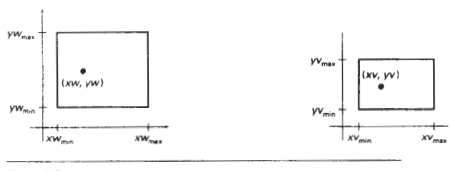 yw_max
(xw, yw)
yw_min
xw_min xw_max
yv_max
(xv, yv)
yv_min
xv_min xv_max